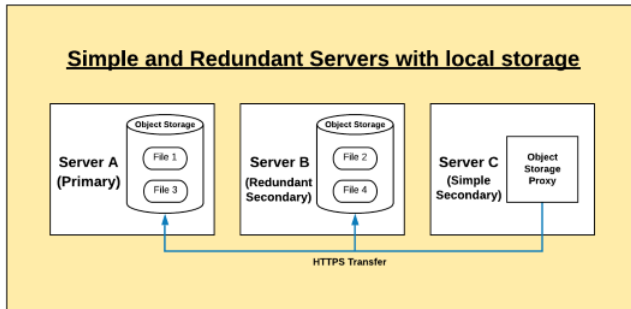 Simple and Redundant Servers with local storage
Server A
(Primary)
Object Storage
File 1
File 3
Server B
(Redundant
Secondary)
Object Storage
File 2
File 4
Server C
(Simple
Secondary)
Object
Storage
Proxy
HTTPS Transfer